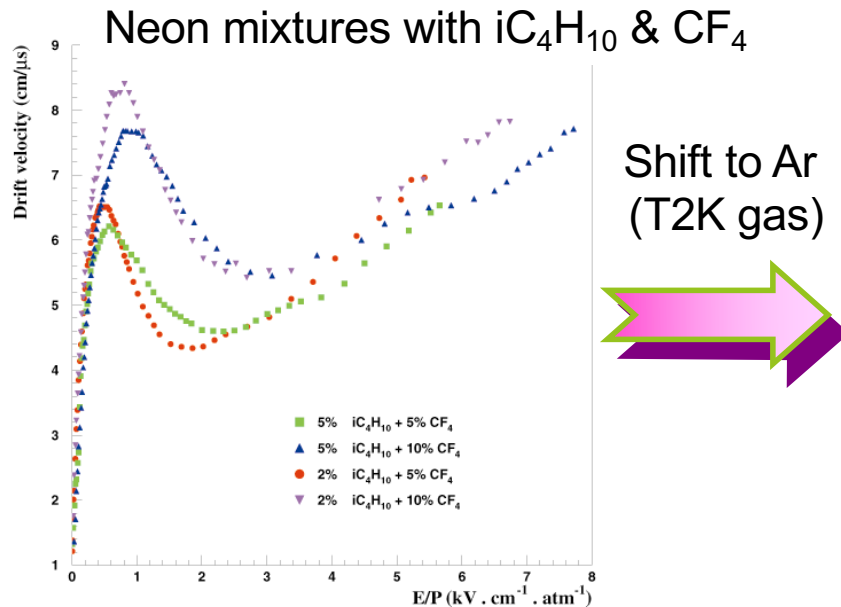 Neon mixtures with iC₄H₁₀ & CF₄
Drift velocity (cm/μs)
9
8
7
6
5
4
3
2
1
5% iC₄H₁₀ + 5% CF₄
5% iC₄H₁₀ + 10% CF₄
2% iC₄H₁₀ + 5% CF₄
2% iC₄H₁₀ + 10% CF₄
0 1 2 3 4 5 6 7 8
E/P (kV . cm⁻¹ . atm⁻¹)
Shift to Ar
(T2K gas)